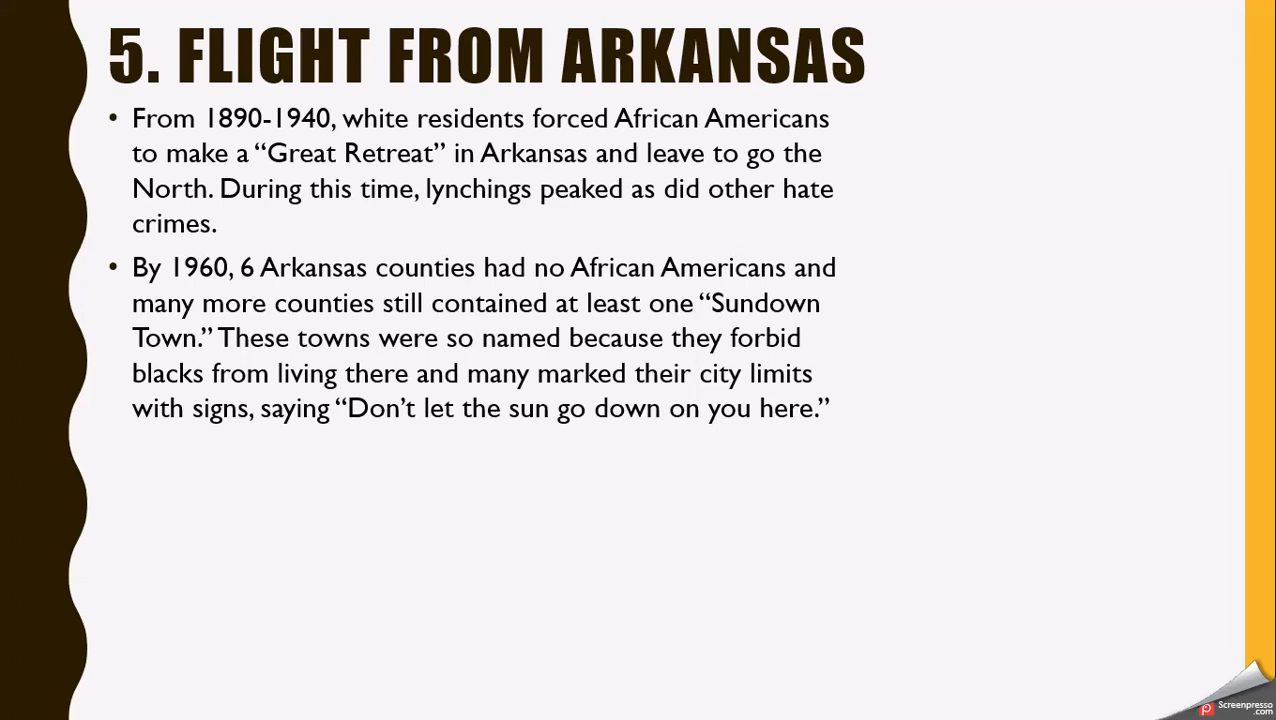 5. FLIGHT FROM ARKANSAS
• From 1890-1940, white residents forced African Americans
to make a “Great Retreat” in Arkansas and leave to go the
North. During this time, lynchings peaked as did other hate
crimes.
• By 1960, 6 Arkansas counties had no African Americans and
many more counties still contained at least one “Sundown
Town.” These towns were so named because they forbid
blacks from living there and many marked their city limits
with signs, saying “Don’t let the sun go down on you here.”
Screenpresso
.com